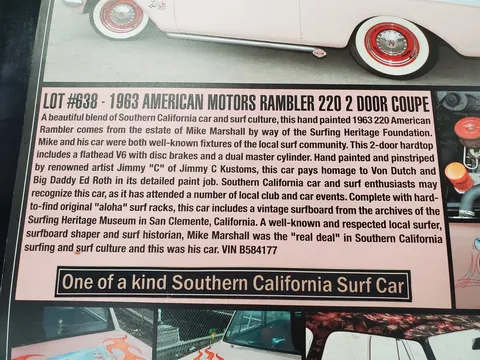 LOT #638 - 1963 AMERICAN MOTORS RAMBLER 220 2 DOOR COUPE
A beautiful blend of Southern California car and surf culture, this hand painted 1963 220 American
Rambler comes from the estate of Mike Marshall by way of the Surfing Heritage Foundation.
Mike and his car were both well-known fixtures of the local surf community. This 2-door hardtop
includes a flathead V6 with disc brakes and a dual master cylinder. Hand painted and pinstriped
by renowned artist Jimmy "C" of Jimmy C Kustoms, this car pays homage to Von Dutch and
Big Daddy Ed Roth in its detailed paint job. Southern California car and surf enthusiasts may
recognize this car, as it has attended a number of local club and car events. Complete with hard-
to-find original "aloha" surf racks, this car includes a vintage surfboard from the archives of the
Surfing Heritage Museum in San Clemente, California. A well-known and respected local surfer,
surfboard shaper and surf historian, Mike Marshall was the "real deal" in Southern California
surfing and surf culture and this was his car. VIN B584177
One of a kind Southern California Surf Car